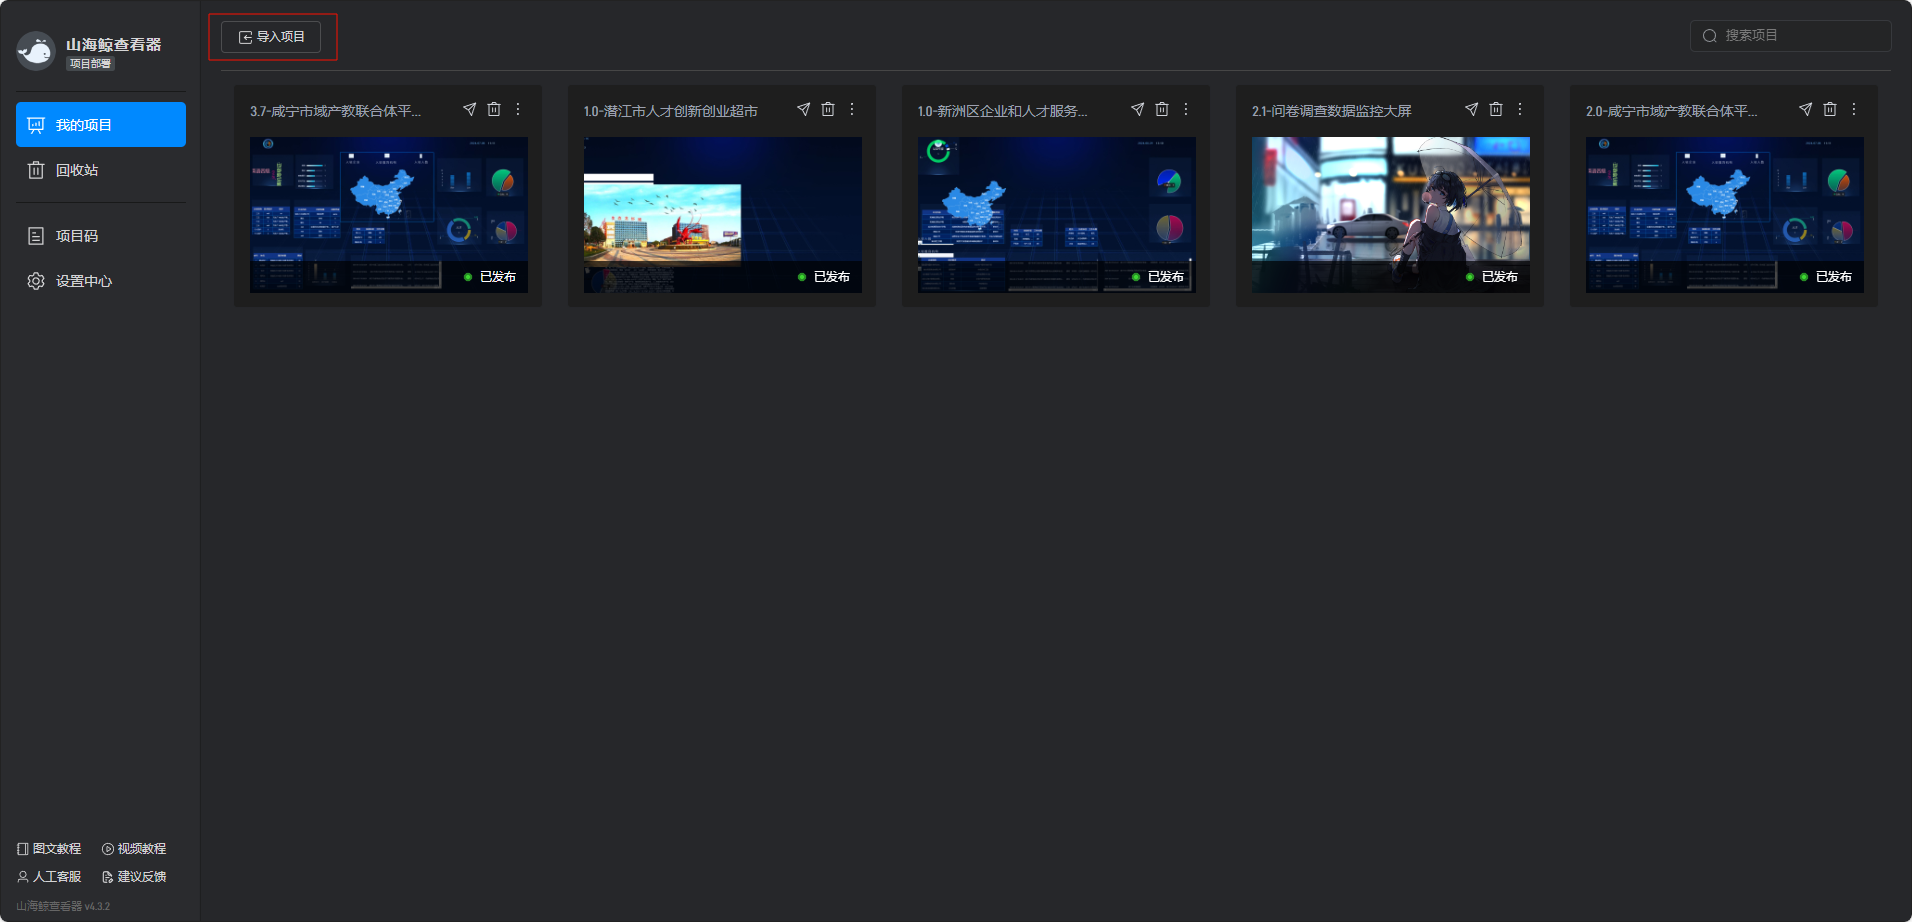 山海鲸查看器
项目部署
我的项目
回收站
项目码
设置中心
图文教程
视频教程
人工客服
建议反馈
山海鲸查看器 v4.3.2
导入项目
搜索项目
3.7-咸宁市域产教联合体平...
已发布
1.0-潜江市人才创新创业超市
已发布
1.0-新洲区企业和人才服务...
已发布
2.1-问卷调查数据监控大屏
已发布
2.0-咸宁市域产教联合体平...
已发布